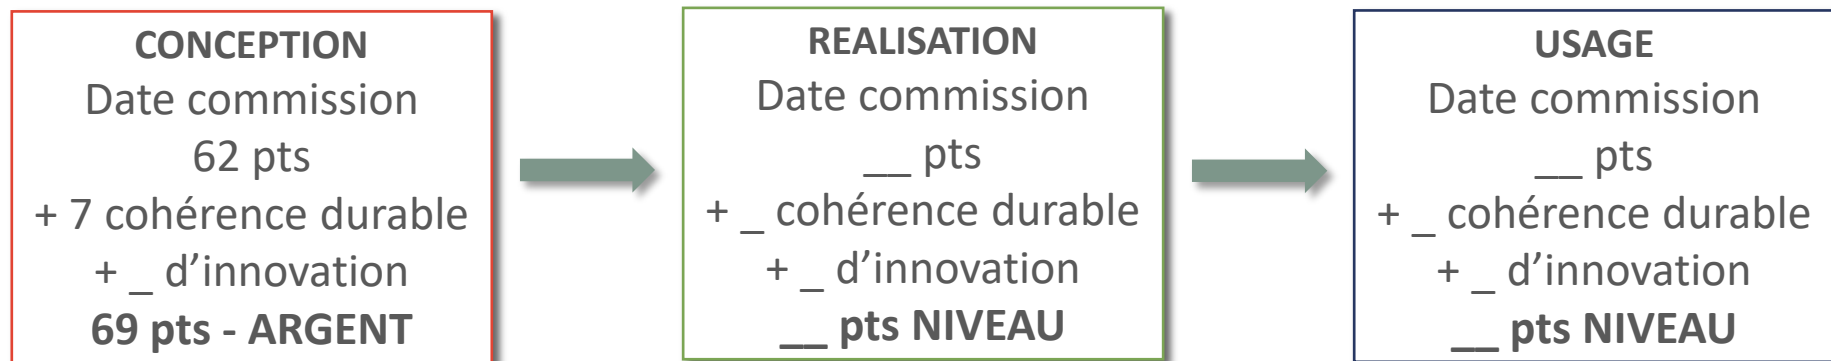 CONCEPTION
Date commission
62 pts
+ 7 cohérence durable
+ _ d’innovation
69 pts - ARGENT
REALISATION
Date commission
__ pts
+ _ cohérence durable
+ _ d’innovation
__ pts NIVEAU
USAGE
Date commission
__ pts
+ _ cohérence durable
+ _ d’innovation
__ pts NIVEAU